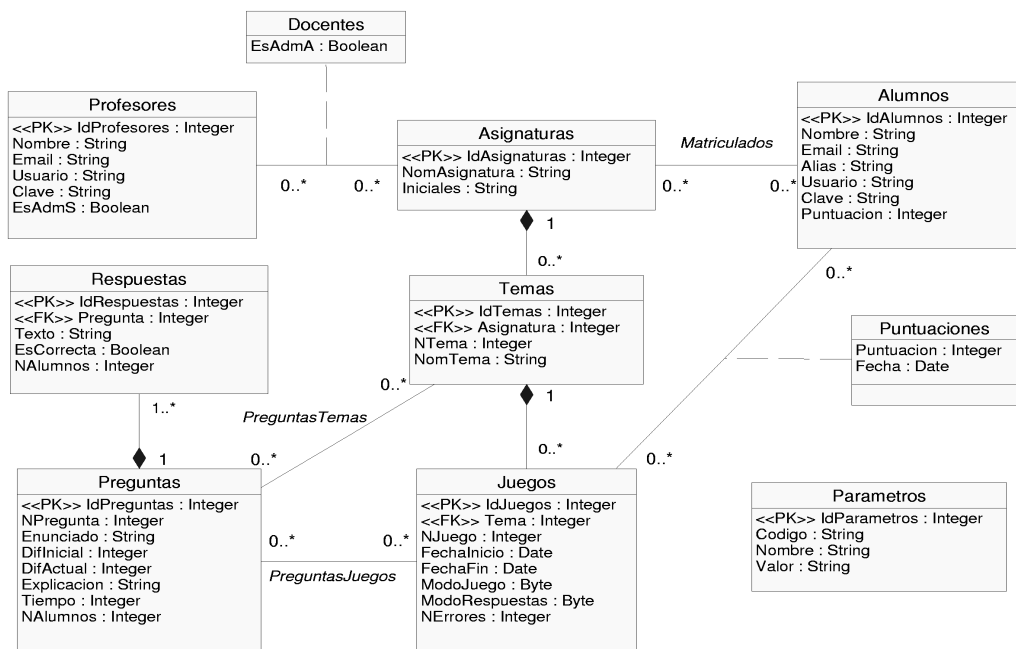 Docentes
EsAdmA : Boolean
Profesores
<<PK>> IdProfesores : Integer
Nombre : String
Email : String
Usuario : String
Clave : String
EsAdmS : Boolean
0..*
0..*
Asignaturas
<<PK>> IdAsignaturas : Integer
NomAsignatura : String
Iniciales : String
Matriculados
0..*
0..*
Alumnos
<<PK>> IdAlumnos : Integer
Nombre : String
Email : String
Alias : String
Usuario : String
Clave : String
Puntuacion : Integer
1
0..*
0..*
Respuestas
<<PK>> IdRespuestas : Integer
<<FK>> Pregunta : Integer
Texto : String
EsCorrecta : Boolean
NAlumnos : Integer
Temas
<<PK>> IdTemas : Integer
<<FK>> Asignatura : Integer
NTema : Integer
NomTema : String
Puntuaciones
Puntuacion : Integer
Fecha : Date
1..*
1
PreguntasTemas
0..*
0..*
1
0..*
0..*
Preguntas
<<PK>> IdPreguntas : Integer
NPregunta : Integer
Enunciado : String
DifInicial : Integer
DifActual : Integer
Explicacion : String
Tiempo : Integer
NAlumnos : Integer
0..*
0..*
PreguntasJuegos
Juegos
<<PK>> IdJuegos : Integer
<<FK>> Tema : Integer
NJuego : Integer
FechaInicio : Date
FechaFin : Date
ModoJuego : Byte
ModoRespuestas : Byte
NErrores : Integer
Parametros
<<PK>> IdParametros : Integer
Codigo : String
Nombre : String
Valor : String